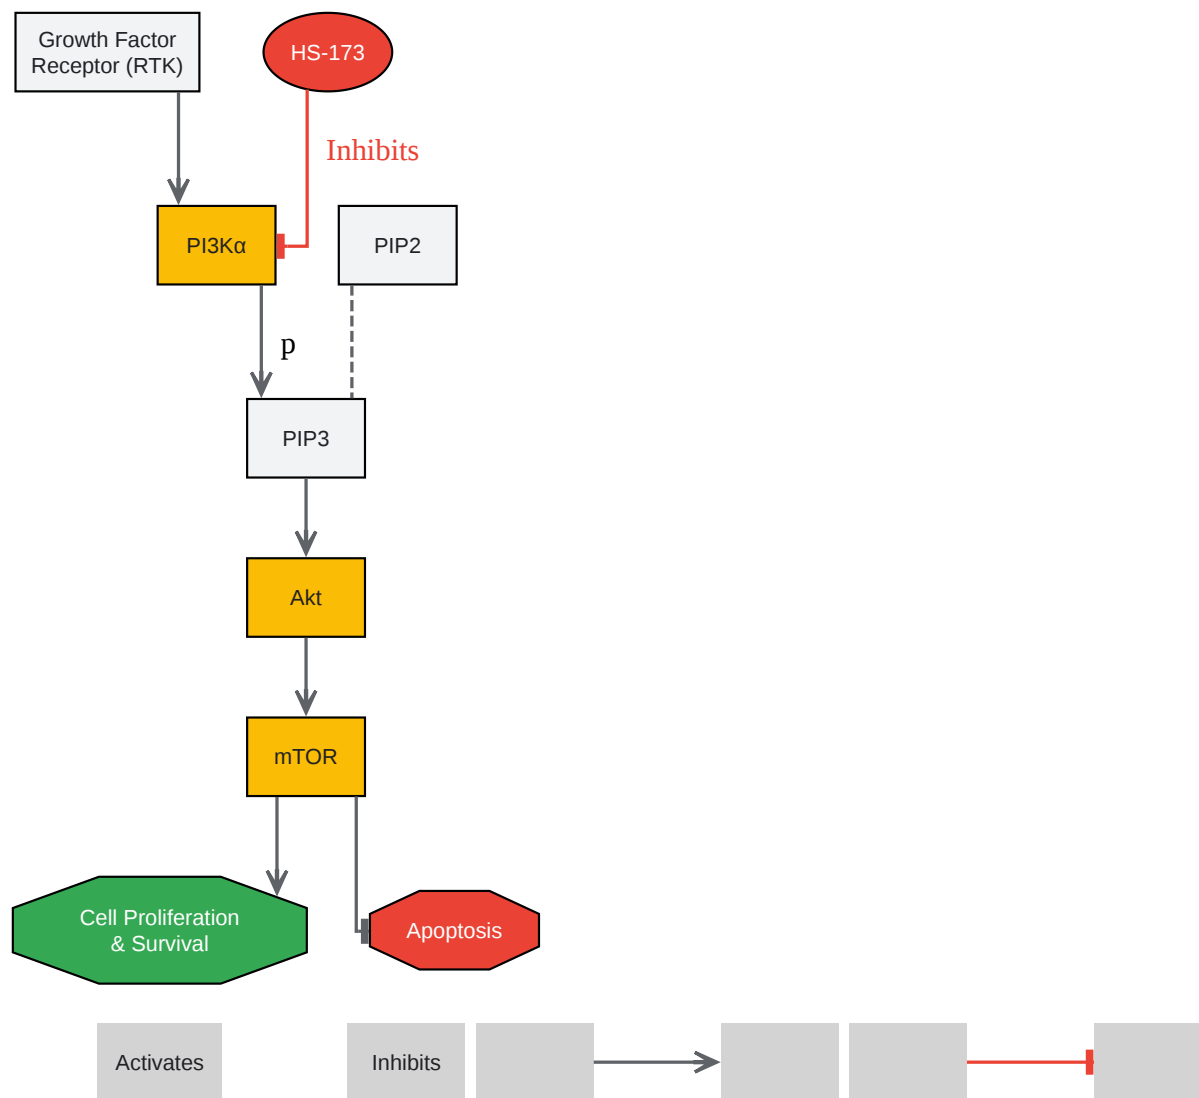 Growth Factor
Receptor (RTK)
HS-173
Inhibits
PI3Kα
PIP2
p
PIP3
Akt
mTOR
Cell Proliferation
& Survival
Apoptosis
Activates
Inhibits